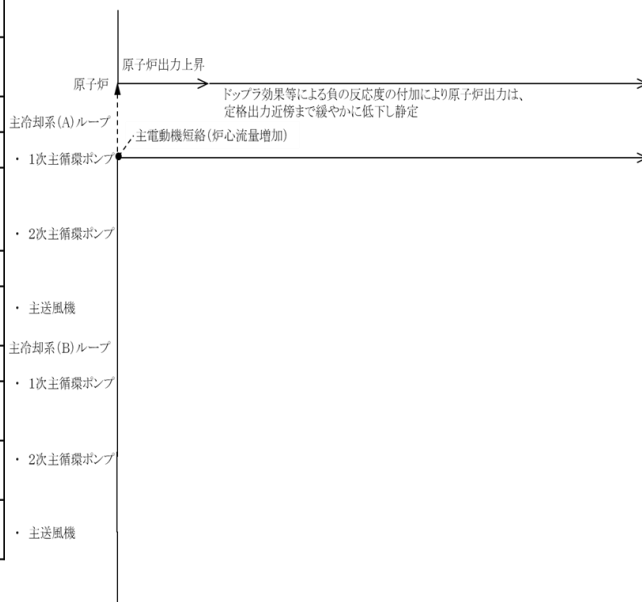 原子炉出力上昇
原子炉
ドップラ効果等による負の反応度の付加により原子炉出力は、
定格出力近傍まで緩やかに低下し静定
主冷却系(A)ループ
・主電動機短絡(炉心流量増加)
・ 1次主循環ポンプ
・ 2次主循環ポンプ
・ 主送風機
主冷却系(B)ループ
・ 1次主循環ポンプ
・ 2次主循環ポンプ
・ 主送風機